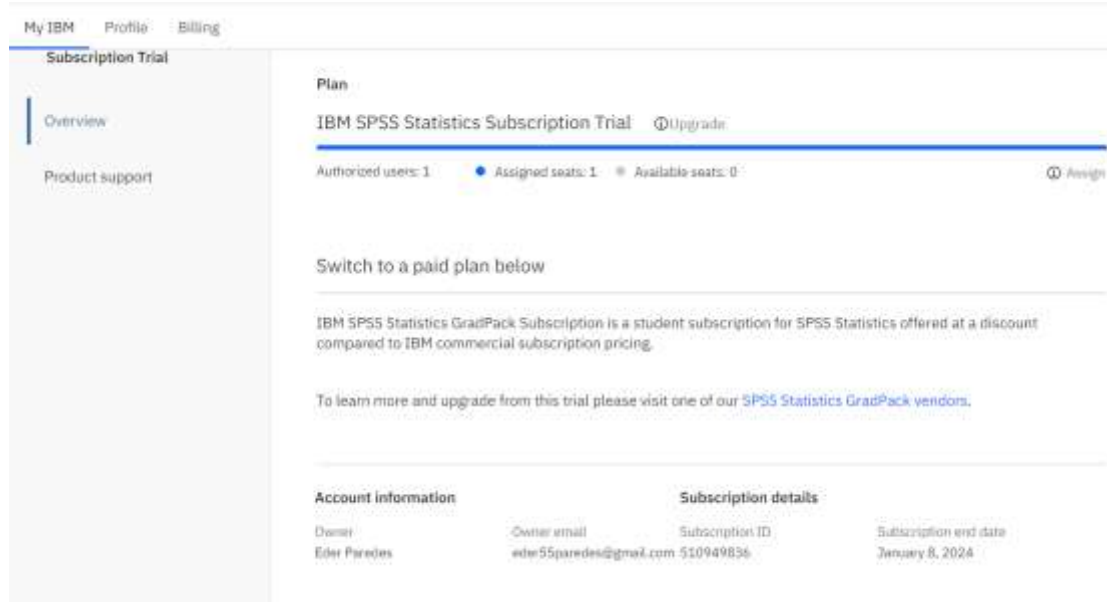 My IBM Profile Billing
Subscription Trial
Overview
Product support
Plan
IBM SPSS Statistics Subscription Trial Upgrade
Authorized users: 1 Assigned seats: 1 Available seats: 0
Assign
Switch to a paid plan below
IBM SPSS Statistics GradPack Subscription is a student subscription for SPSS Statistics offered at a discount
compared to IBM commercial subscription pricing.
To learn more and upgrade from this trial please visit one of our SPSS Statistics GradPack vendors.
Account information Subscription details
Owner Owner email Subscription ID Subscription end date
Eder Paredes eder55paredes@gmail.com 510949836 January 8, 2024